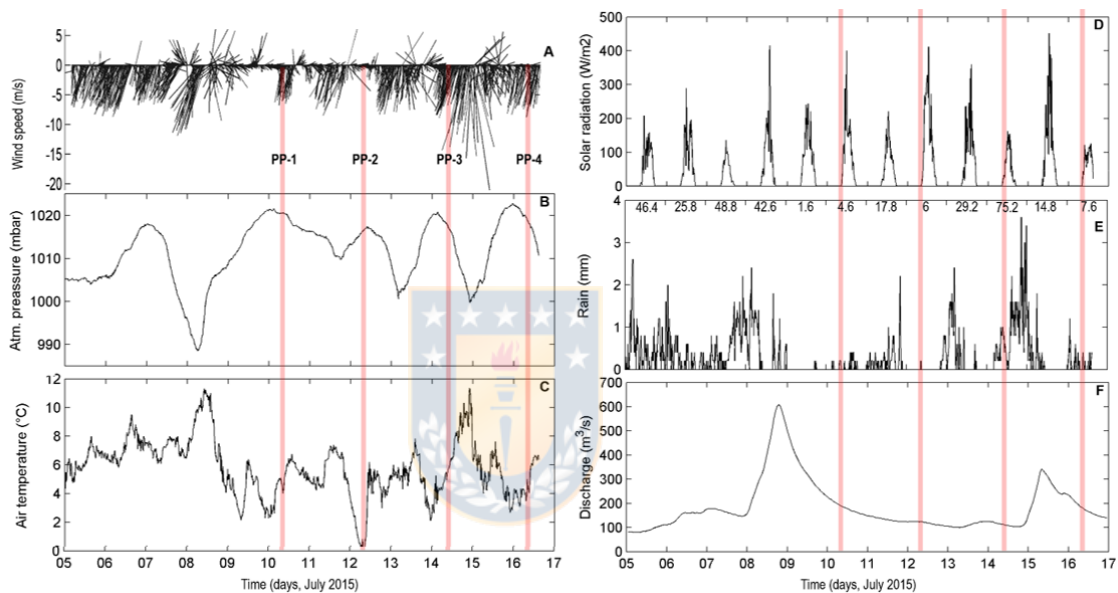 A
Wind speed (m/s)
5
0
-5
-10
-15
-20
PP-1 PP-2 PP-3 PP-4
B
Atm. preassure (mbar)
1020
1010
1000
990
C
Air temperature (°C)
12
10
8
6
4
2
0
05 06 07 08 09 10 11 12 13 14 15 16 17
Time (days, July 2015)
D
Solar radiation (W/m2)
500
400
300
200
100
0
46.4 25.8 48.8 42.6 1.6 4.6 17.8 6 29.2 75.2 14.8 7.6
E
Rain (mm)
4
3
2
1
0
F
Discharge (m³/s)
700
600
500
400
300
200
100
0
05 06 07 08 09 10 11 12 13 14 15 16 17
Time (days, July 2015)